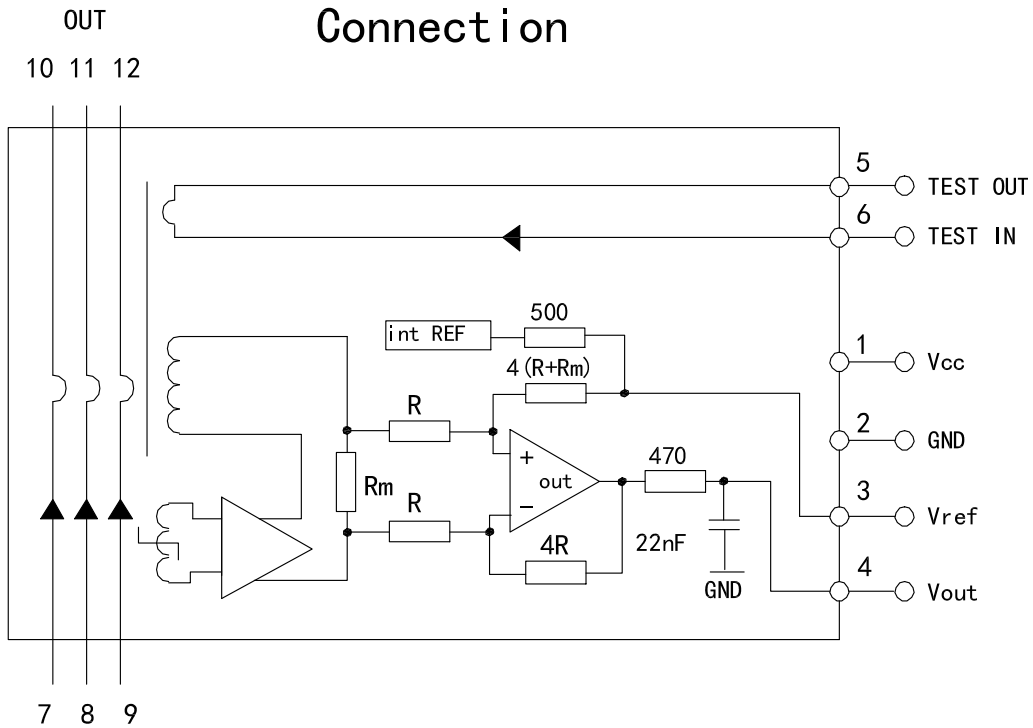 Connection
OUT
10 11 12
5
TEST OUT
6
TEST IN
500
int REF
4(R+Rm)
1
Vcc
R
2
GND
+
out
470
Rm
3
Vref
R
−
4R
22nF
GND
4
Vout
7 8 9